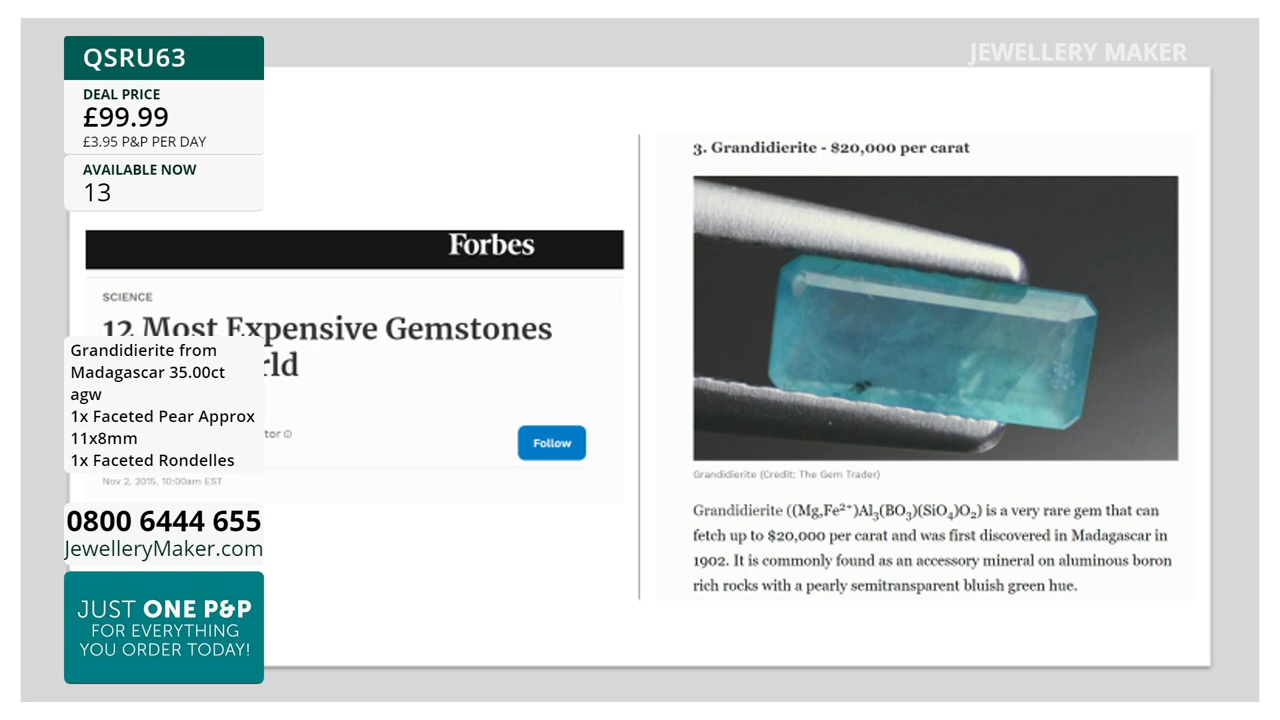 QSRU63
DEAL PRICE
£99.99
£3.95 P&P PER DAY
AVAILABLE NOW
13
JEWELLERY MAKER
Forbes
SCIENCE
12 Most Expensive Gemstones
Follow
Nov 2, 2015, 10:00am EST
Grandidierite from
Madagascar 35.00ct
agw
1x Faceted Pear Approx
11x8mm
1x Faceted Rondelles
0800 6444 655
JewelleryMaker.com
JUST ONE P&P
FOR EVERYTHING
YOU ORDER TODAY!
3. Grandidierite - $20,000 per carat
Grandidierite (Credit: The Gem Trader)
Grandidierite ((Mg,Fe²⁺)Al₃(BO₃)(SiO₄)O₂) is a very rare gem that can
fetch up to $20,000 per carat and was first discovered in Madagascar in
1902. It is commonly found as an accessory mineral on aluminous boron
rich rocks with a pearly semitransparent bluish green hue.